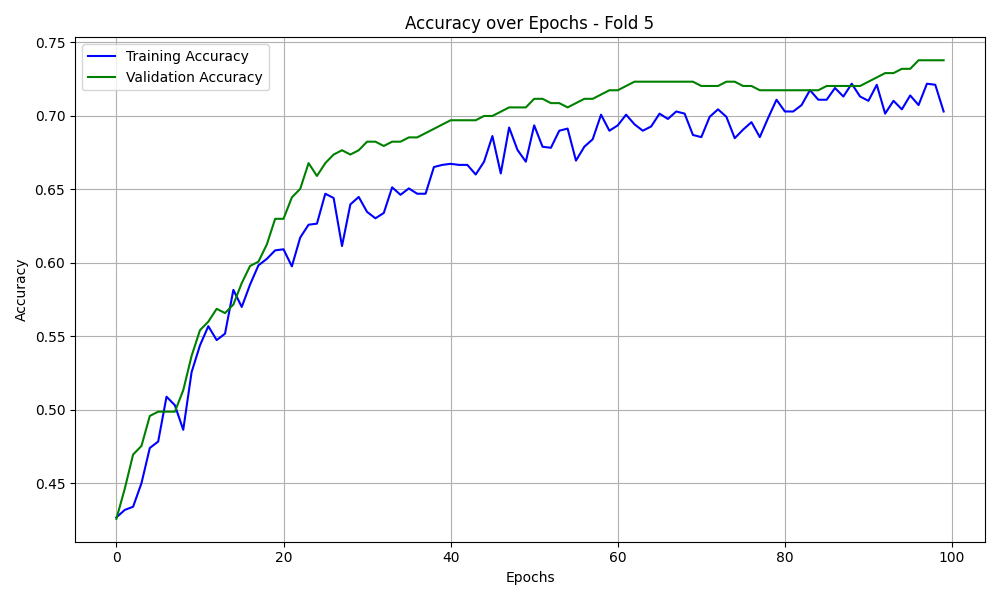 Accuracy over Epochs - Fold 5
Training Accuracy
Validation Accuracy
Accuracy
0.75
0.70
0.65
0.60
0.55
0.50
0.45
0 20 40 60 80 100
Epochs